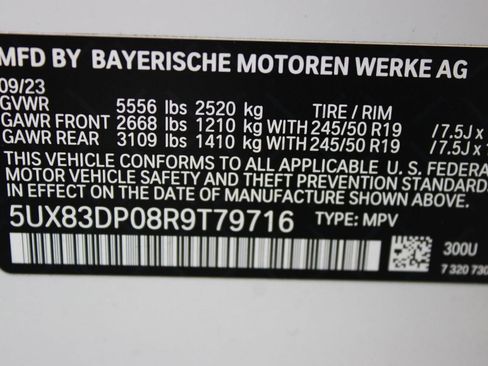 MFD BY BAYERISCHE MOTOREN WERKE AG
09/23
GVWR 5556 lbs 2520 kg TIRE / RIM
GAWR FRONT 2668 lbs 1210 kg WITH 245/50 R19 /7.5J x
GAWR REAR 3109 lbs 1410 kg WITH 245/50 R19 /7.5J x
THIS VEHICLE CONFORMS TO ALL APPLICABLE U. S. FEDERA
MOTOR VEHICLE SAFETY AND THEFT PREVENTION STANDARD
IN EFFECT ON THE DATE OF MANUFACTURE SHOWN ABOVE.
5UX83DP08R9T79716 TYPE: MPV
300U
7 320 730